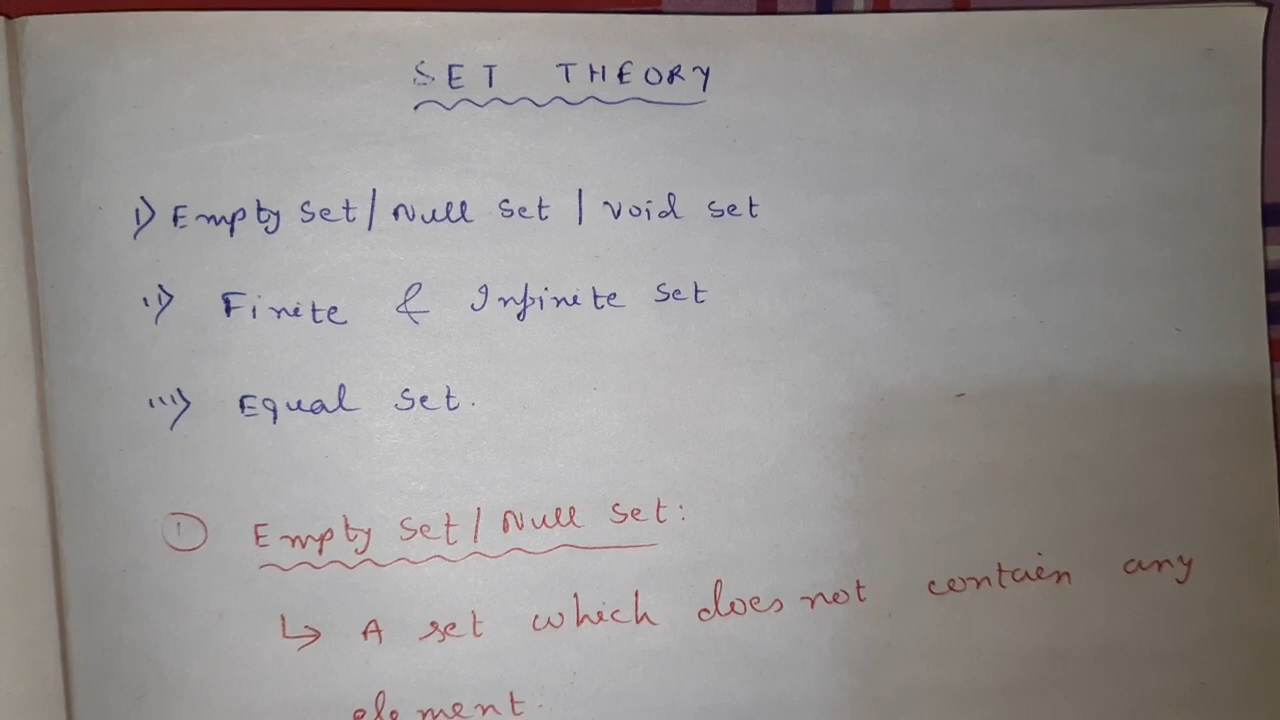 SET THEORY
i) Empty set / Null set / void set
ii) Finite & Infinite set
iii) Equal set.
① Empty set / Null set:
↳ A set which does not contain any
element.